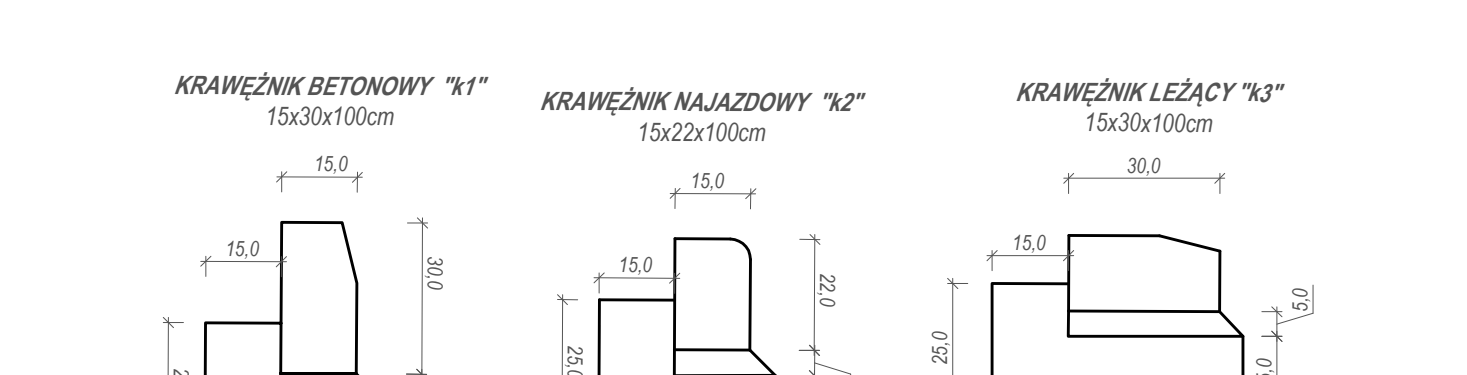 KRAWĘŻNIK BETONOWY "k1"
15x30x100cm
KRAWĘŻNIK NAJAZDOWY "k2"
15x22x100cm
KRAWĘŻNIK LEŻĄCY "k3"
15x30x100cm
15,0
15,0
30,0
15,0
15,0
22,0
25,0
30,0
15,0
25,0
5,0